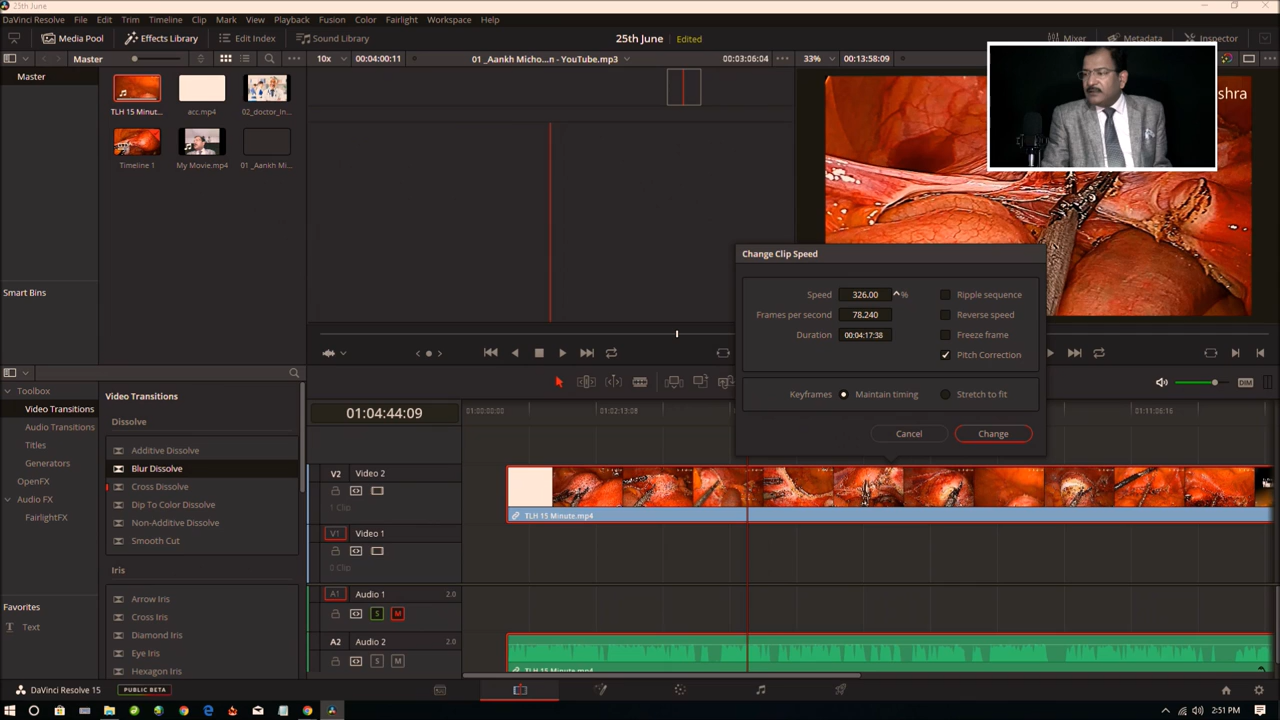 25th June
DaVinci Resolve File Edit Trim Timeline Clip Mark View Playback Fusion Color Fairlight Workspace Help
Media Pool Effects Library Edit Index Sound Library 25th June Edited Mixer Metadata Inspector
Master 10x 00:04:00:11 01 _Aankh Micho...n - YouTube.mp3 00:03:06:04 33% 00:13:58:09
Master
TLH 15 Minut... acc.mp4 02_doctor_In...
shra
Timeline 1 My Movie.mp4 01 _Aankh Mi...
Smart Bins
Change Clip Speed
Speed 326.00 % Ripple sequence
Frames per second 78.240 Reverse speed
Duration 00:04:17:38 Freeze frame
Pitch Correction
Keyframes Maintain timing Stretch to fit
Cancel Change
DIM
Toolbox
Video Transitions
Audio Transitions
Titles
Generators
OpenFX
Audio FX
FairlightFX
Favorites
Text
Video Transitions
Dissolve
Additive Dissolve
Blur Dissolve
Cross Dissolve
Dip To Color Dissolve
Non-Additive Dissolve
Smooth Cut
Iris
Arrow Iris
Cross Iris
Diamond Iris
Eye Iris
Hexagon Iris
01:04:44:09 01:00:00:00 01:02:13:08 01:11:06:16
V2 Video 2
1 Clip
TLH 15 Minute.mp4
V1 Video 1
0 Clip
A1 Audio 1 2.0
S M
A2 Audio 2 2.0
S M
TLH 15 Minute.mp4
DaVinci Resolve 15 PUBLIC BETA
2:51 PM